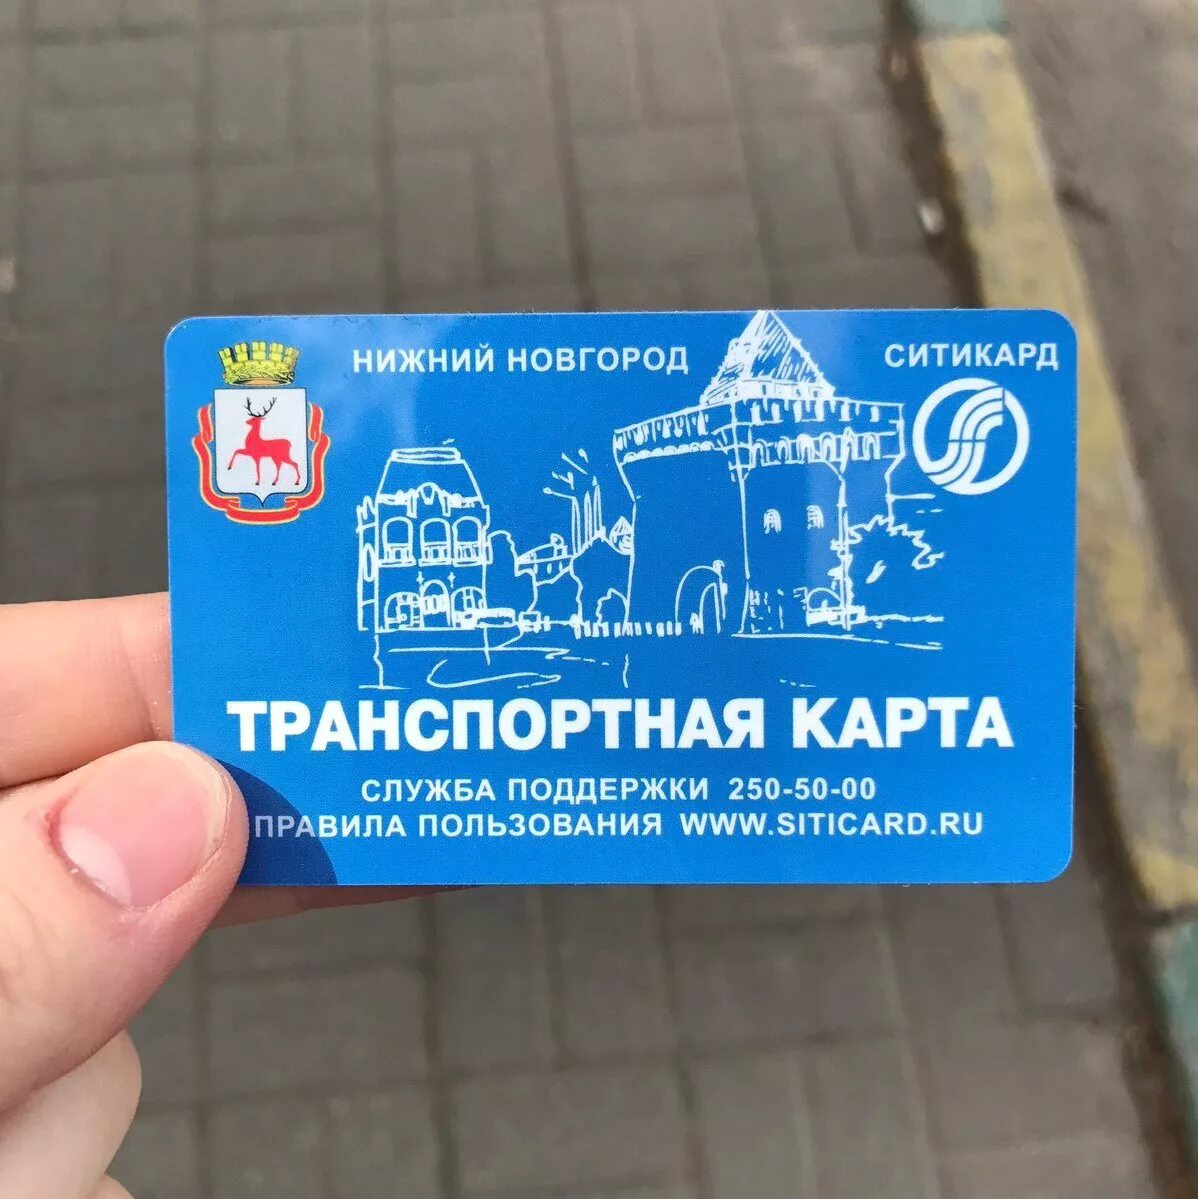 НИЖНИЙ НОВГОРОД
СИТИКАРД
ТРАНСПОРТНАЯ КАРТА
СЛУЖБА ПОДДЕРЖКИ 250-50-00
ПРАВИЛА ПОЛЬЗОВАНИЯ WWW.SITICARD.RU